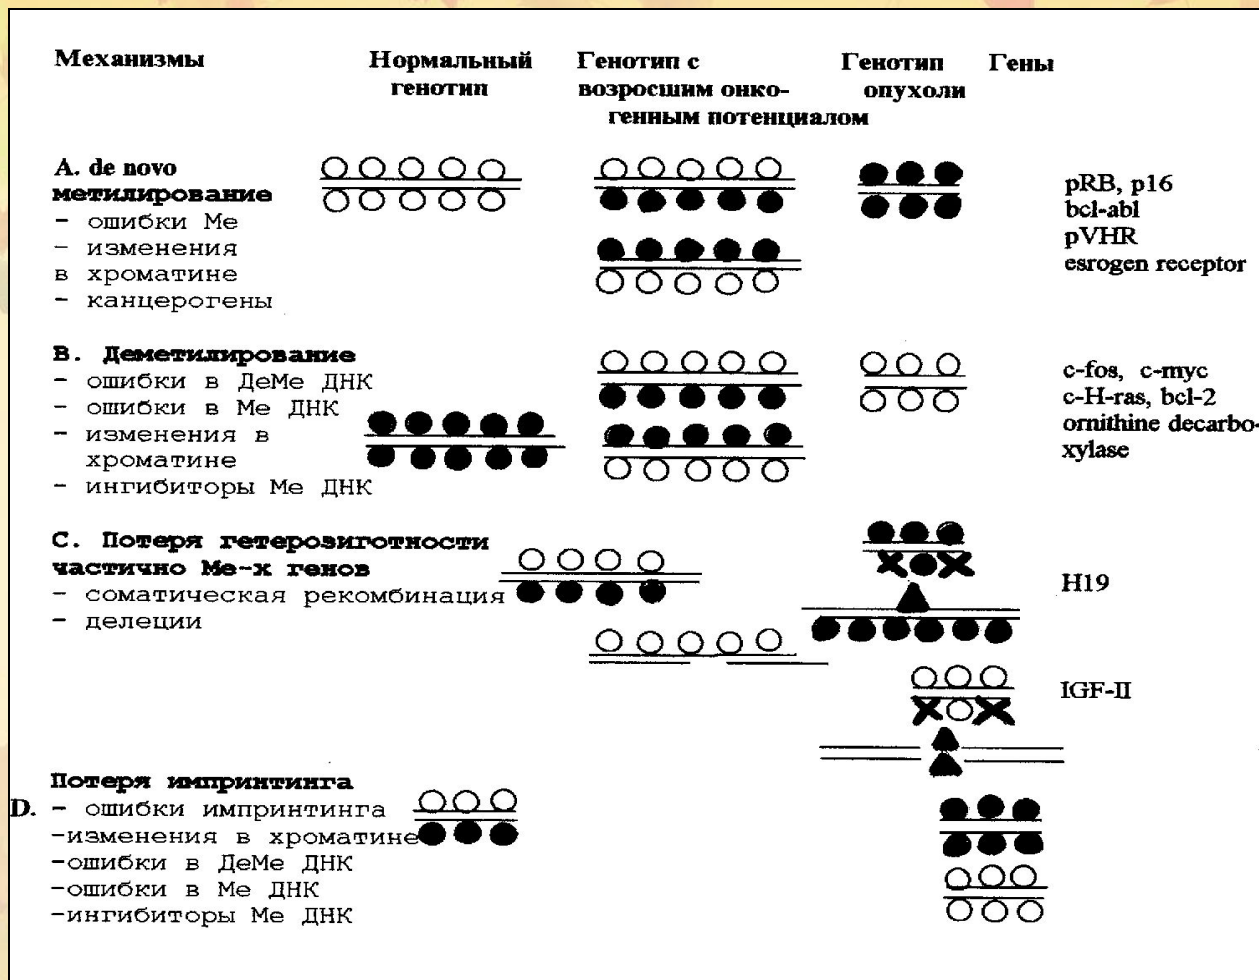 Механизмы Нормальный Генотип с Генотип Гены
генотип возросшим онко- опухоли
генным потенциалом
A. de novo
метилирование
- ошибки Ме
- изменения
в хроматине
- канцерогены
pRB, p16
bcl-abl
pVHR
esrogen receptor
B. Деметилирование
- ошибки в ДеМе ДНК
- ошибки в Ме ДНК
- изменения в
хроматине
- ингибиторы Ме ДНК
c-fos, c-myc
c-H-ras, bcl-2
ornithine decarbo-
xylase
C. Потеря гетерозиготности
частично Ме-х генов
- соматическая рекомбинация
- делеции
H19
IGF-II
Потеря импринтинга
D. - ошибки импринтинга
-изменения в хроматине
-ошибки в ДеМе ДНК
-ошибки в Ме ДНК
-ингибиторы Ме ДНК